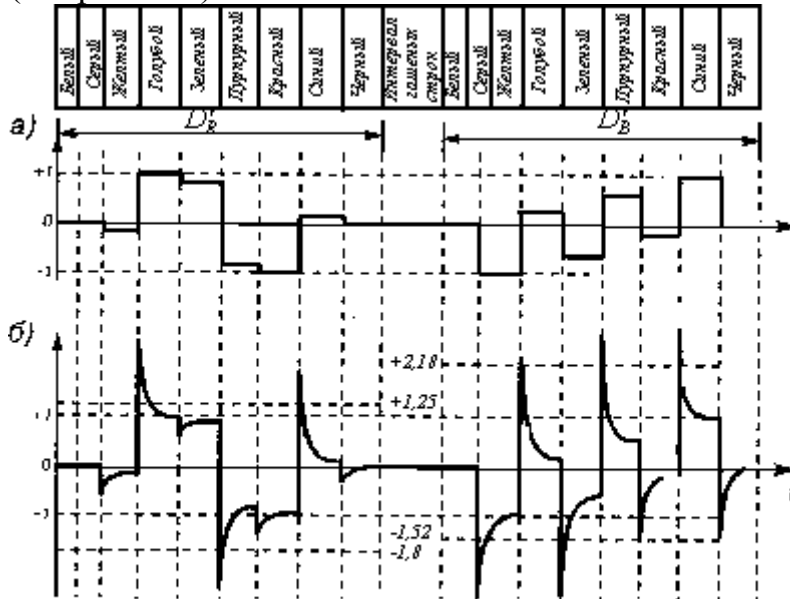 Белый
Серый
Желтый
Голубой
Зеленый
Пурпурный
Красный
Синий
Черный
Интервал
гашеных
строк
Белый
Серый
Желтый
Голубой
Зеленый
Пурпурный
Красный
Синий
Черный
а)
D'R
D'B
+1
0
-1
б)
+2,18
+1,25
+1
0
-1
-1,52
-1,8